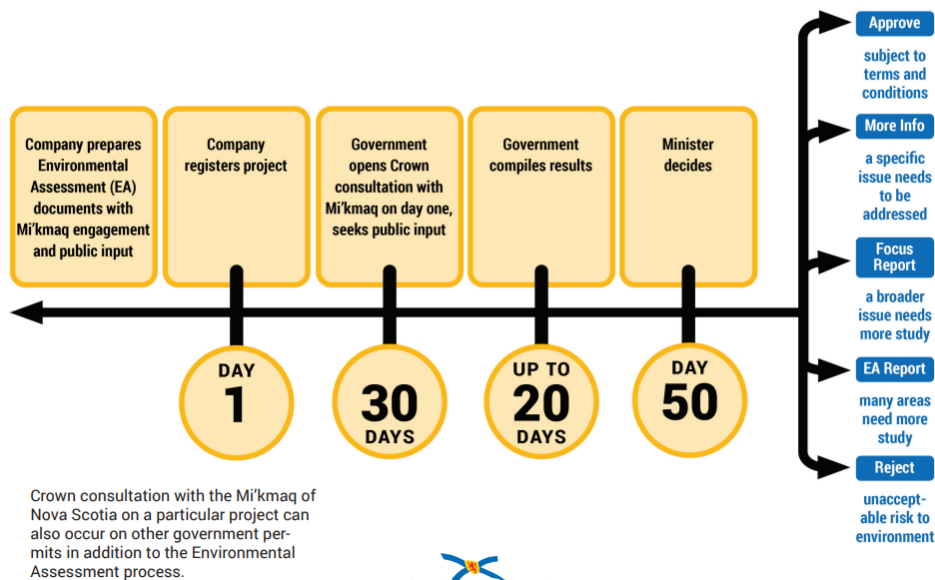 Company prepares
Environmental
Assessment (EA)
documents with
Mi'kmaq engagement
and public input
Company
registers project
Government
opens Crown
consultation with
Mi'kmaq on day one,
seeks public input
Government
compiles results
Minister
decides
DAY
1
30
DAYS
UP TO
20
DAYS
DAY
50
Approve
subject to
terms and
conditions
More Info
a specific
issue needs
to be
addressed
Focus
Report
a broader
issue needs
more study
EA Report
many areas
need more
study
Reject
unaccept-
able risk to
environment
Crown consultation with the Mi'kmaq of
Nova Scotia on a particular project can
also occur on other government per-
mits in addition to the Environmental
Assessment process.